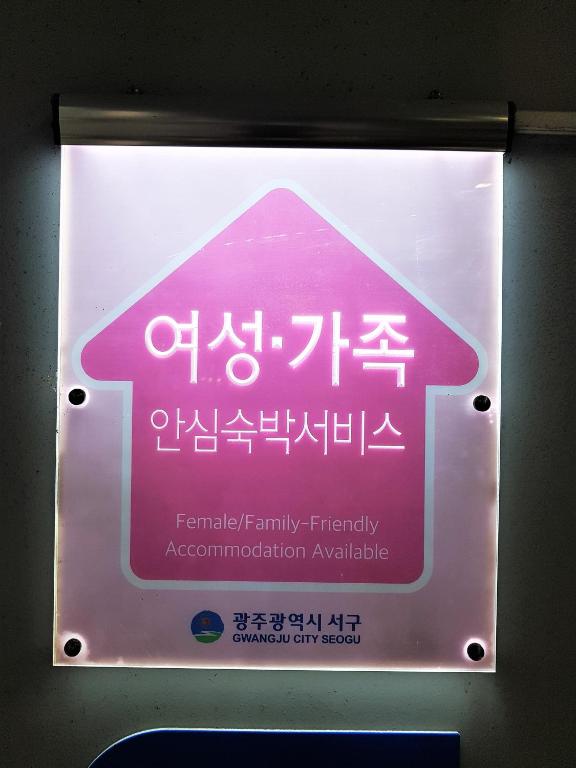 여성·가족
안심숙박서비스
Female/Family-Friendly
Accommodation Available
광주광역시 서구
GWANGJU CITY SEOGU